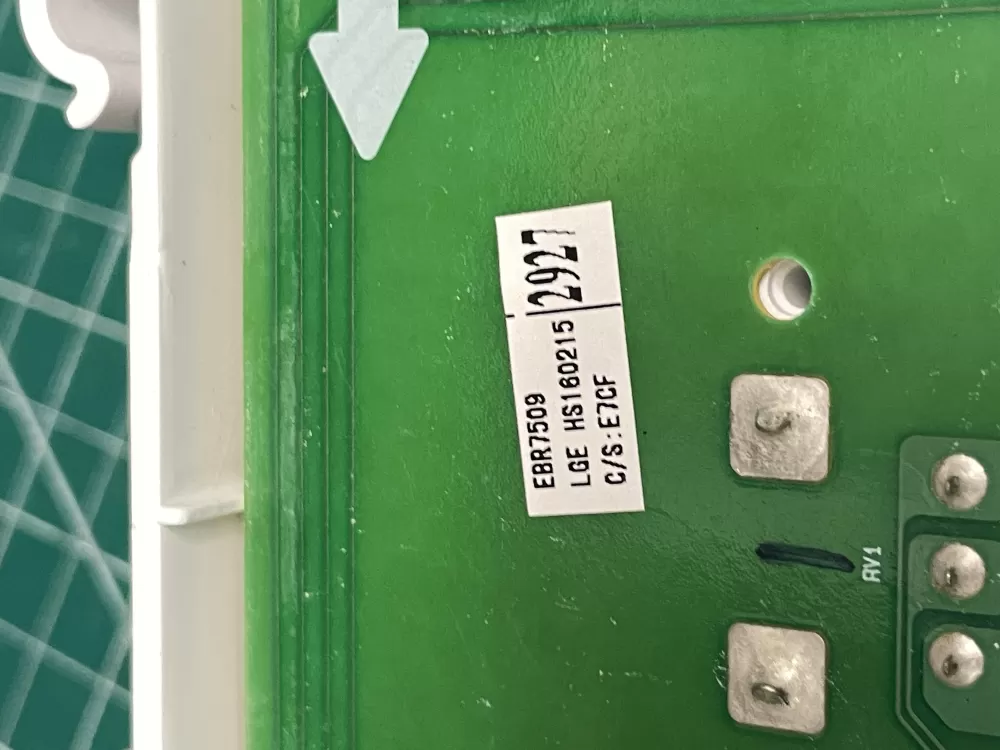 EBR7509 2927
LGE HS160215
C/S:E7CF
RV1